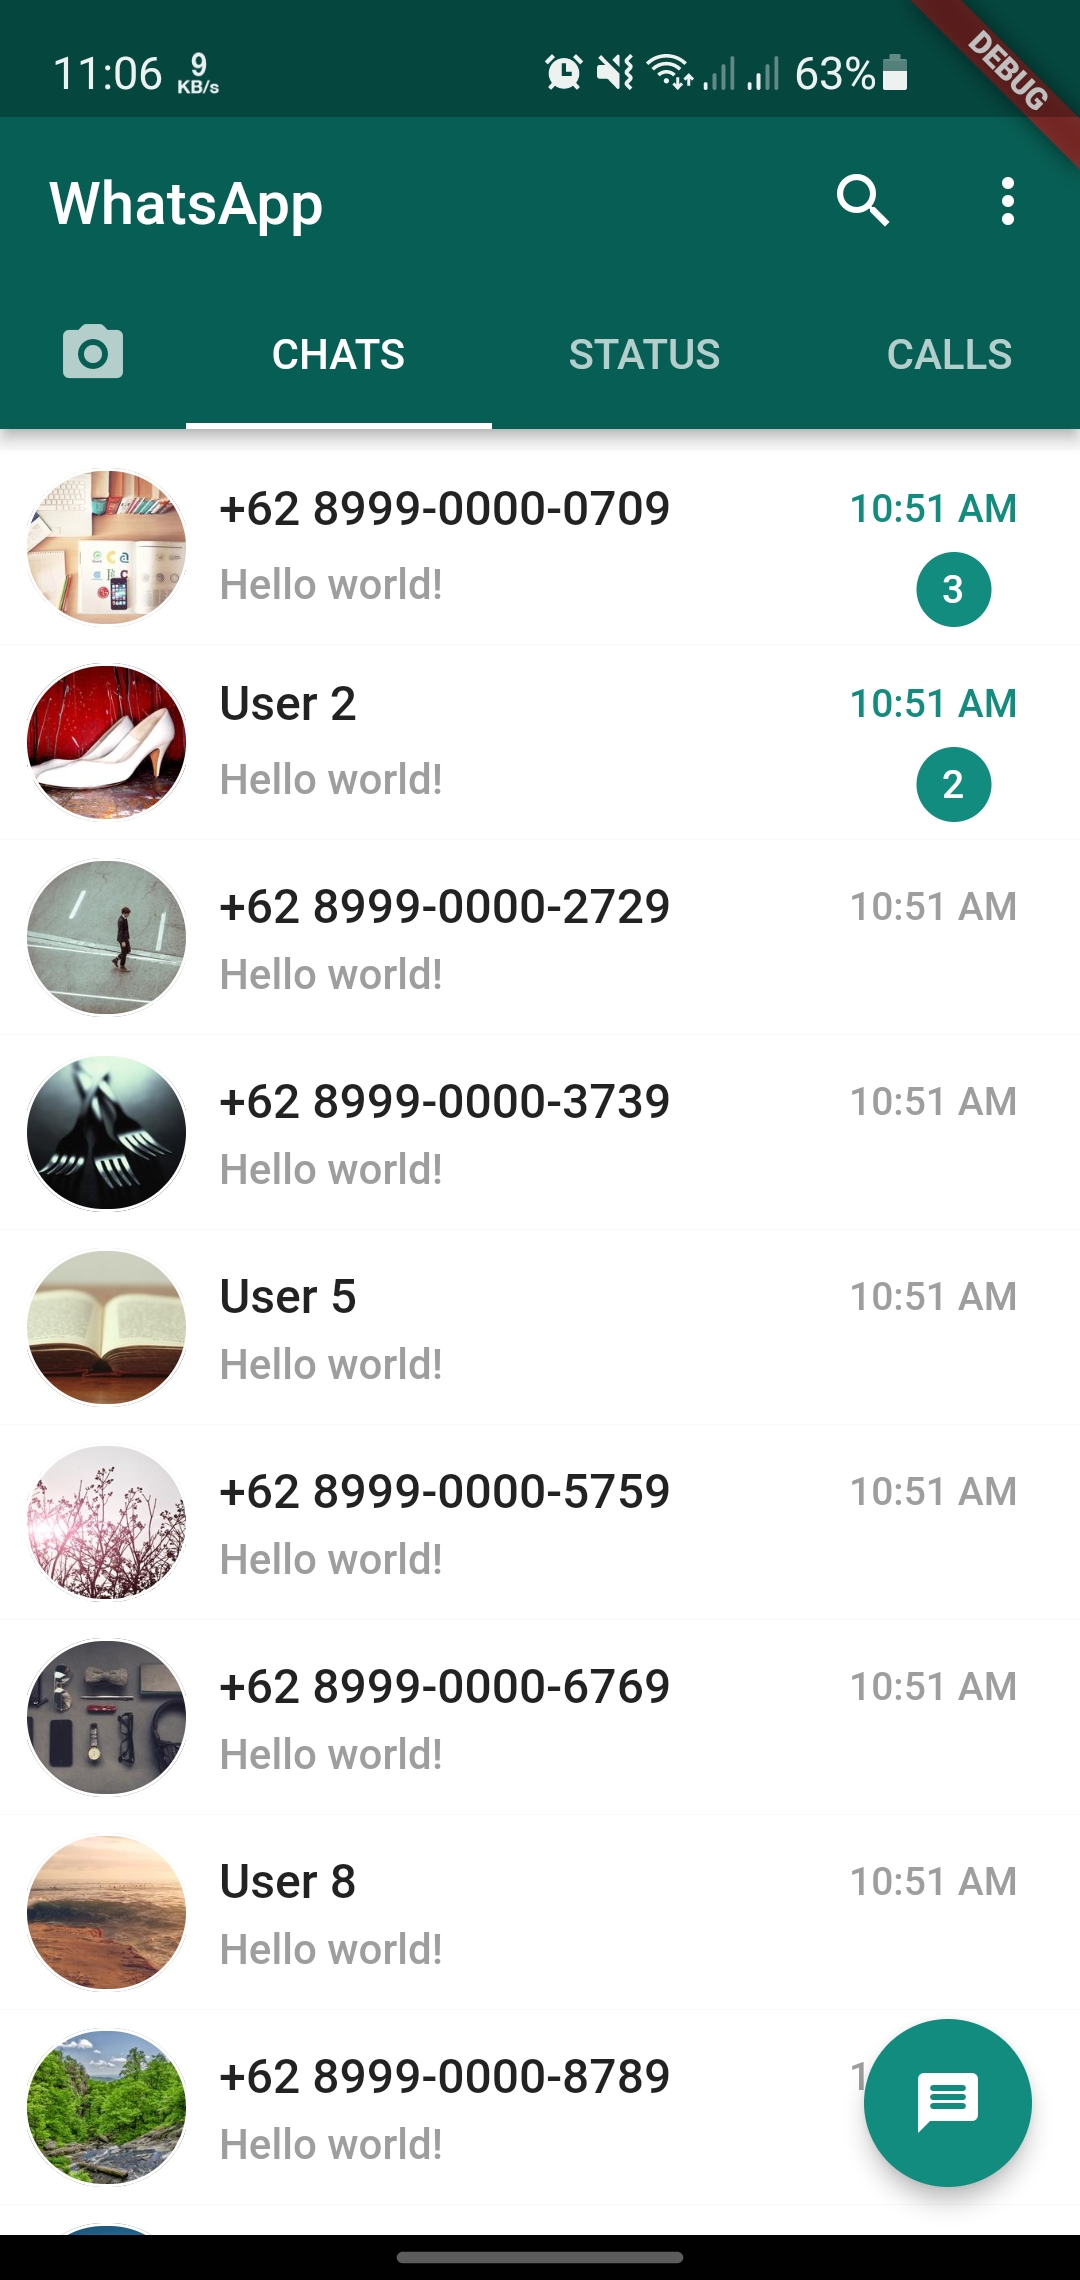 11:06 9 KB/s 63%
DEBUG
WhatsApp
CHATS STATUS CALLS
+62 8999-0000-0709 10:51 AM
Hello world! 3
User 2 10:51 AM
Hello world! 2
+62 8999-0000-2729 10:51 AM
Hello world!
+62 8999-0000-3739 10:51 AM
Hello world!
User 5 10:51 AM
Hello world!
+62 8999-0000-5759 10:51 AM
Hello world!
+62 8999-0000-6769 10:51 AM
Hello world!
User 8 10:51 AM
Hello world!
+62 8999-0000-8789 1
Hello world!